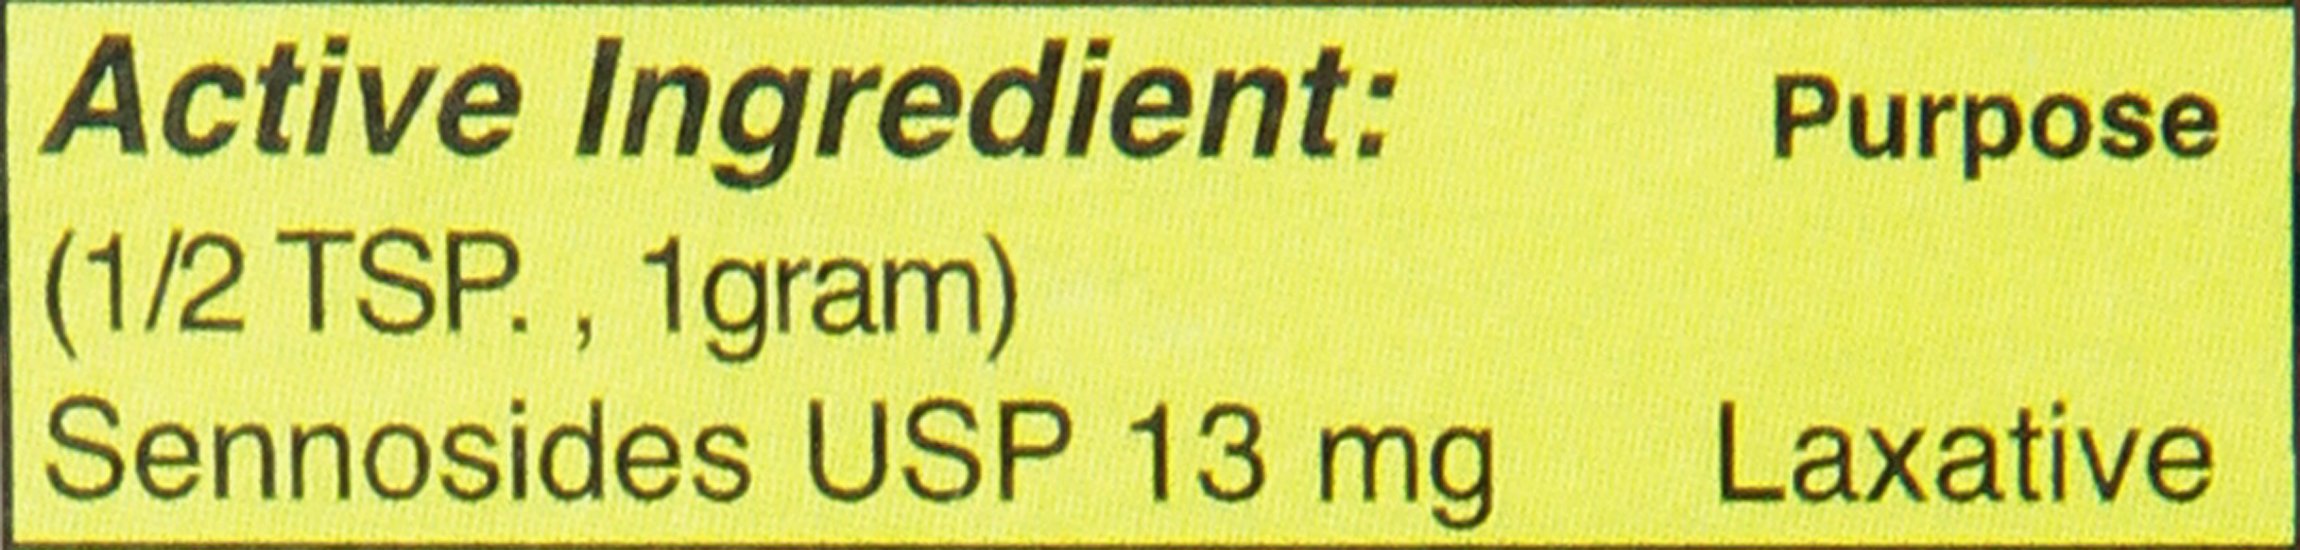 Active Ingredient: Purpose
(1/2 TSP. , 1gram)
Sennosides USP 13 mg Laxative